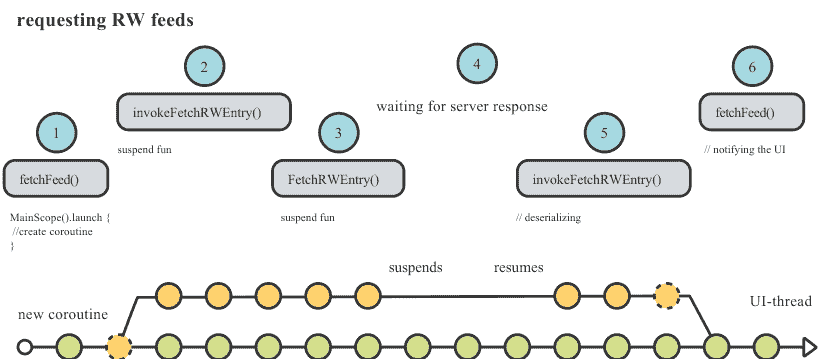 requesting RW feeds
1
fetchFeed()
MainScope().launch {
//create coroutine
}
2
invokeFetchRWEntry()
suspend fun
3
FetchRWEntry()
suspend fun
4
waiting for server response
5
invokeFetchRWEntry()
// deserializing
6
fetchFeed()
// notifying the UI
new coroutine
suspends
resumes
UI-thread